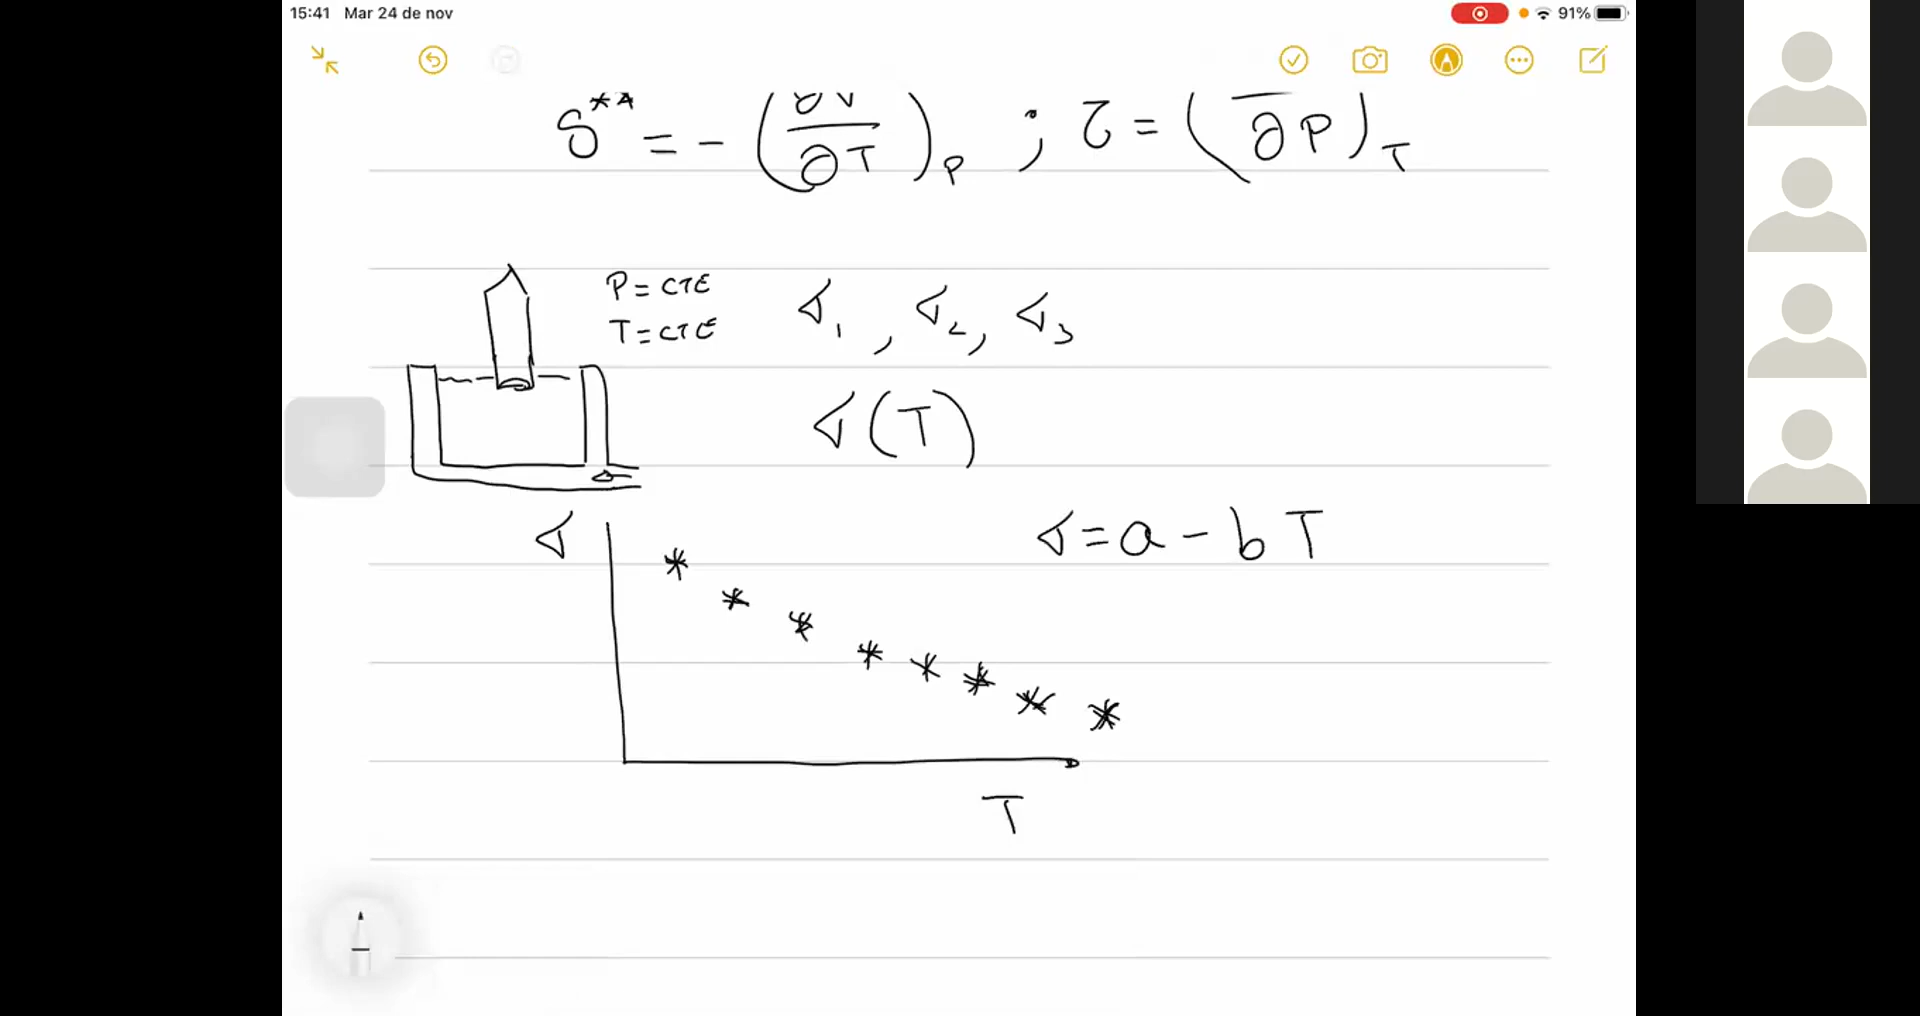 15:41 Mar 24 de nov 91%
S** = - (∂V/∂T)P ; τ = (/∂P)T
P = CTE
T = CTE
σ1, σ2, σ3
σ(T)
σ
σ = a - bT
T